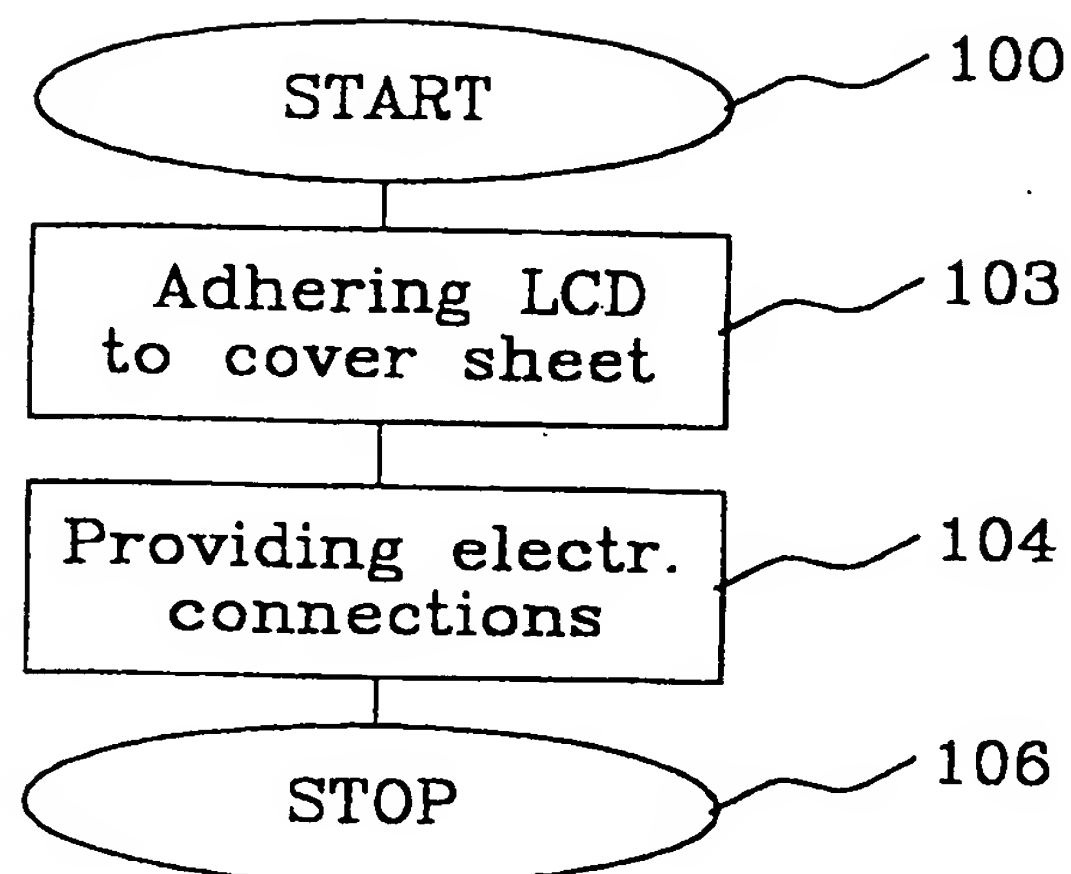 START
100
Adhering LCD
to cover sheet
103
Providing electr.
connections
104
STOP
106